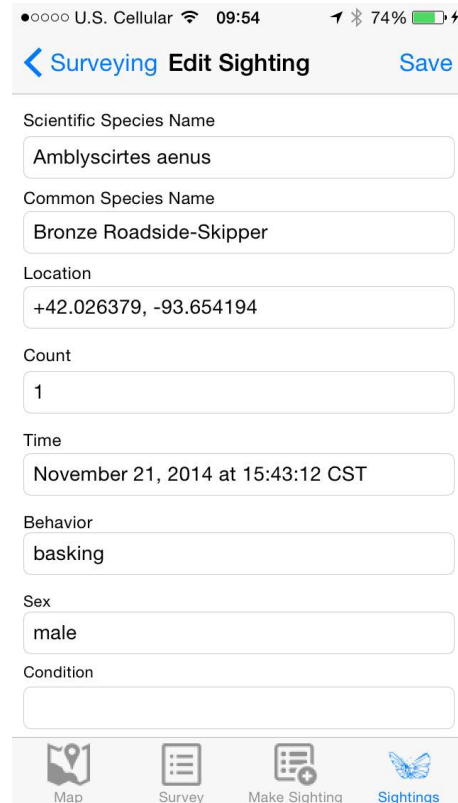 U.S. Cellular 09:54 74%
Surveying Edit Sighting Save
Scientific Species Name
Amblyscirtes aenus
Common Species Name
Bronze Roadside-Skipper
Location
+42.026379, -93.654194
Count
1
Time
November 21, 2014 at 15:43:12 CST
Behavior
basking
Sex
male
Condition
Map Survey Make Sighting Sightings